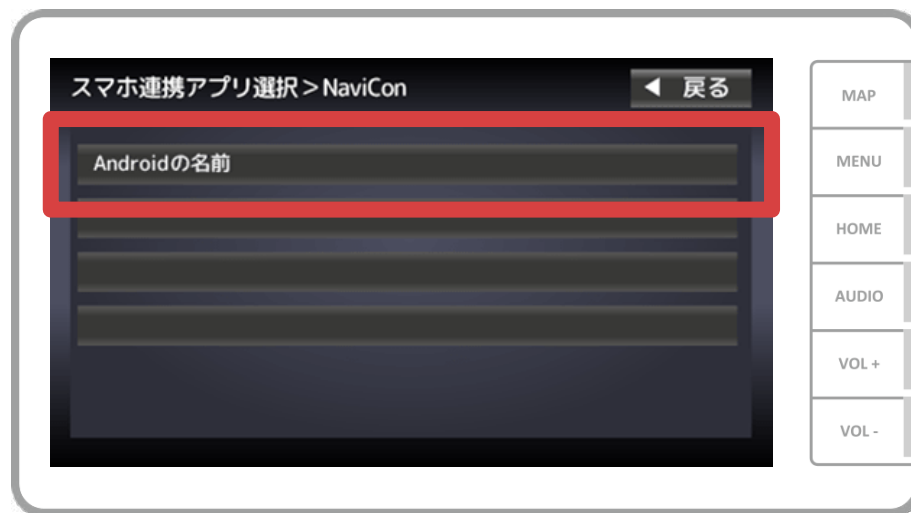 スマホ連携アプリ選択＞NaviCon
◀ 戻る
Androidの名前
MAP
MENU
HOME
AUDIO
VOL +
VOL -